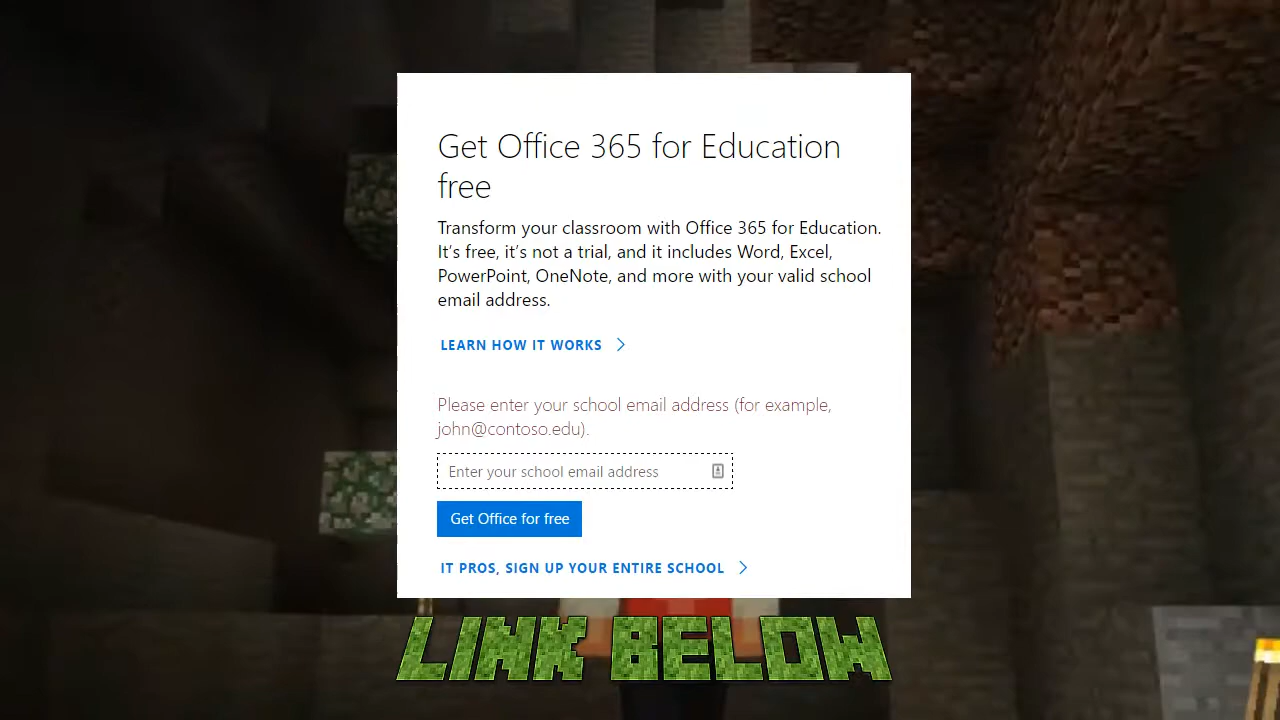 Get Office 365 for Education
free
Transform your classroom with Office 365 for Education.
It's free, it's not a trial, and it includes Word, Excel,
PowerPoint, OneNote, and more with your valid school
email address.
LEARN HOW IT WORKS
Please enter your school email address (for example,
john@contoso.edu).
Enter your school email address
Get Office for free
IT PROS, SIGN UP YOUR ENTIRE SCHOOL
LINK BELOW